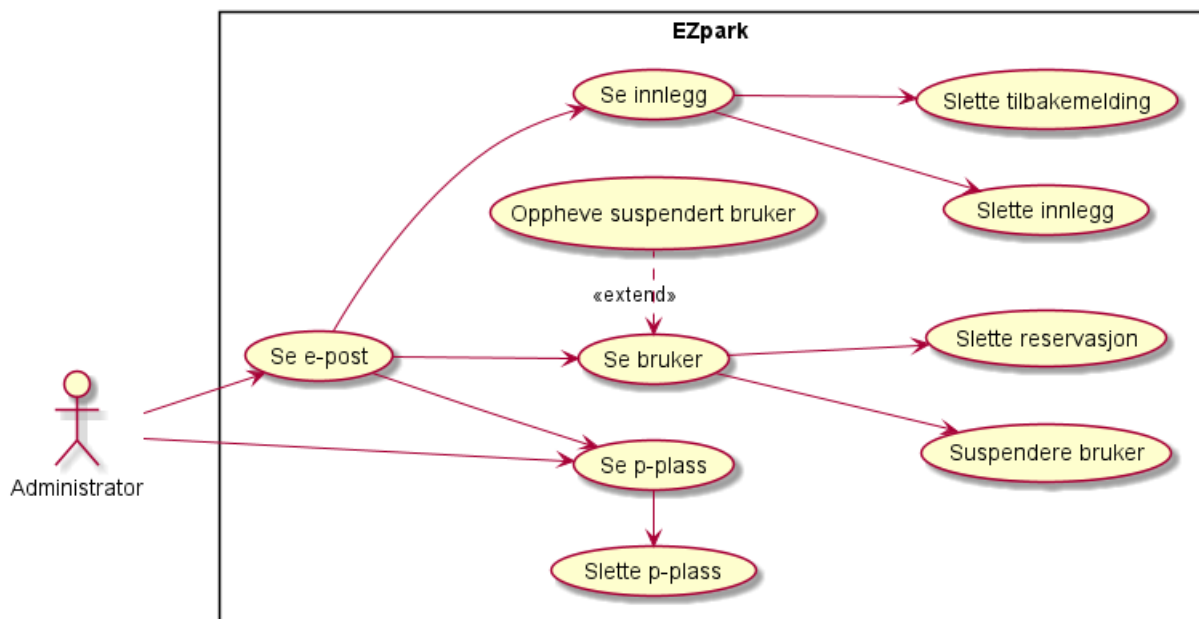 EZpark
Se innlegg
Slette tilbakemelding
Slette innlegg
Oppheve suspendert bruker
«extend»
Se e-post
Se bruker
Slette reservasjon
Suspendere bruker
Se p-plass
Administrator
Slette p-plass